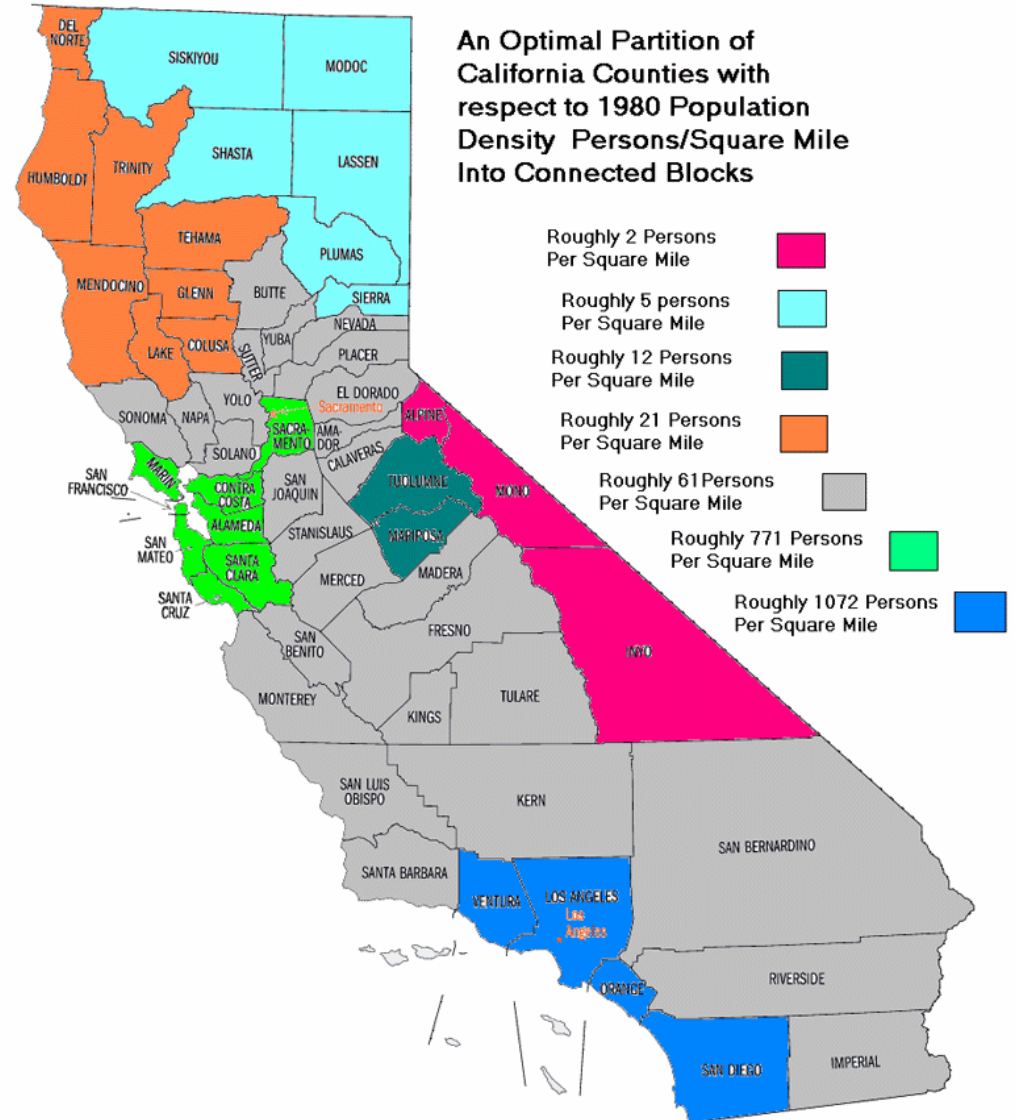 An Optimal Partition of
California Counties with
respect to 1980 Population
Density Persons/Square Mile
Into Connected Blocks
Roughly 2 Persons
Per Square Mile
Roughly 5 persons
Per Square Mile
Roughly 12 Persons
Per Square Mile
Roughly 21 Persons
Per Square Mile
Roughly 61Persons
Per Square Mile
Roughly 771 Persons
Per Square Mile
Roughly 1072 Persons
Per Square Mile
DEL
NORTE
SISKIYOU
MODOC
HUMBOLDT
TRINITY
SHASTA
LASSEN
TEHAMA
PLUMAS
MENDOCINO
GLENN
BUTTE
SIERRA
NEVADA
LAKE
COLUSA
SUTTER
YUBA
PLACER
SONOMA
NAPA
YOLO
EL DORADO
Sacramento
SACRA-
MENTO
AMA-
DOR
ALPINE
SOLANO
CALAVERAS
MARIN
SAN
FRANCISCO
CONTRA
COSTA
SAN
JOAQUIN
TUOLUMNE
MONO
ALAMEDA
STANISLAUS
MARIPOSA
SAN
MATEO
SANTA
CLARA
MERCED
MADERA
SANTA
CRUZ
SAN
BENITO
FRESNO
INYO
MONTEREY
KINGS
TULARE
SAN LUIS
OBISPO
KERN
SAN BERNARDINO
SANTA BARBARA
VENTURA
LOS ANGELES
Los
Angeles
ORANGE
RIVERSIDE
SAN DIEGO
IMPERIAL